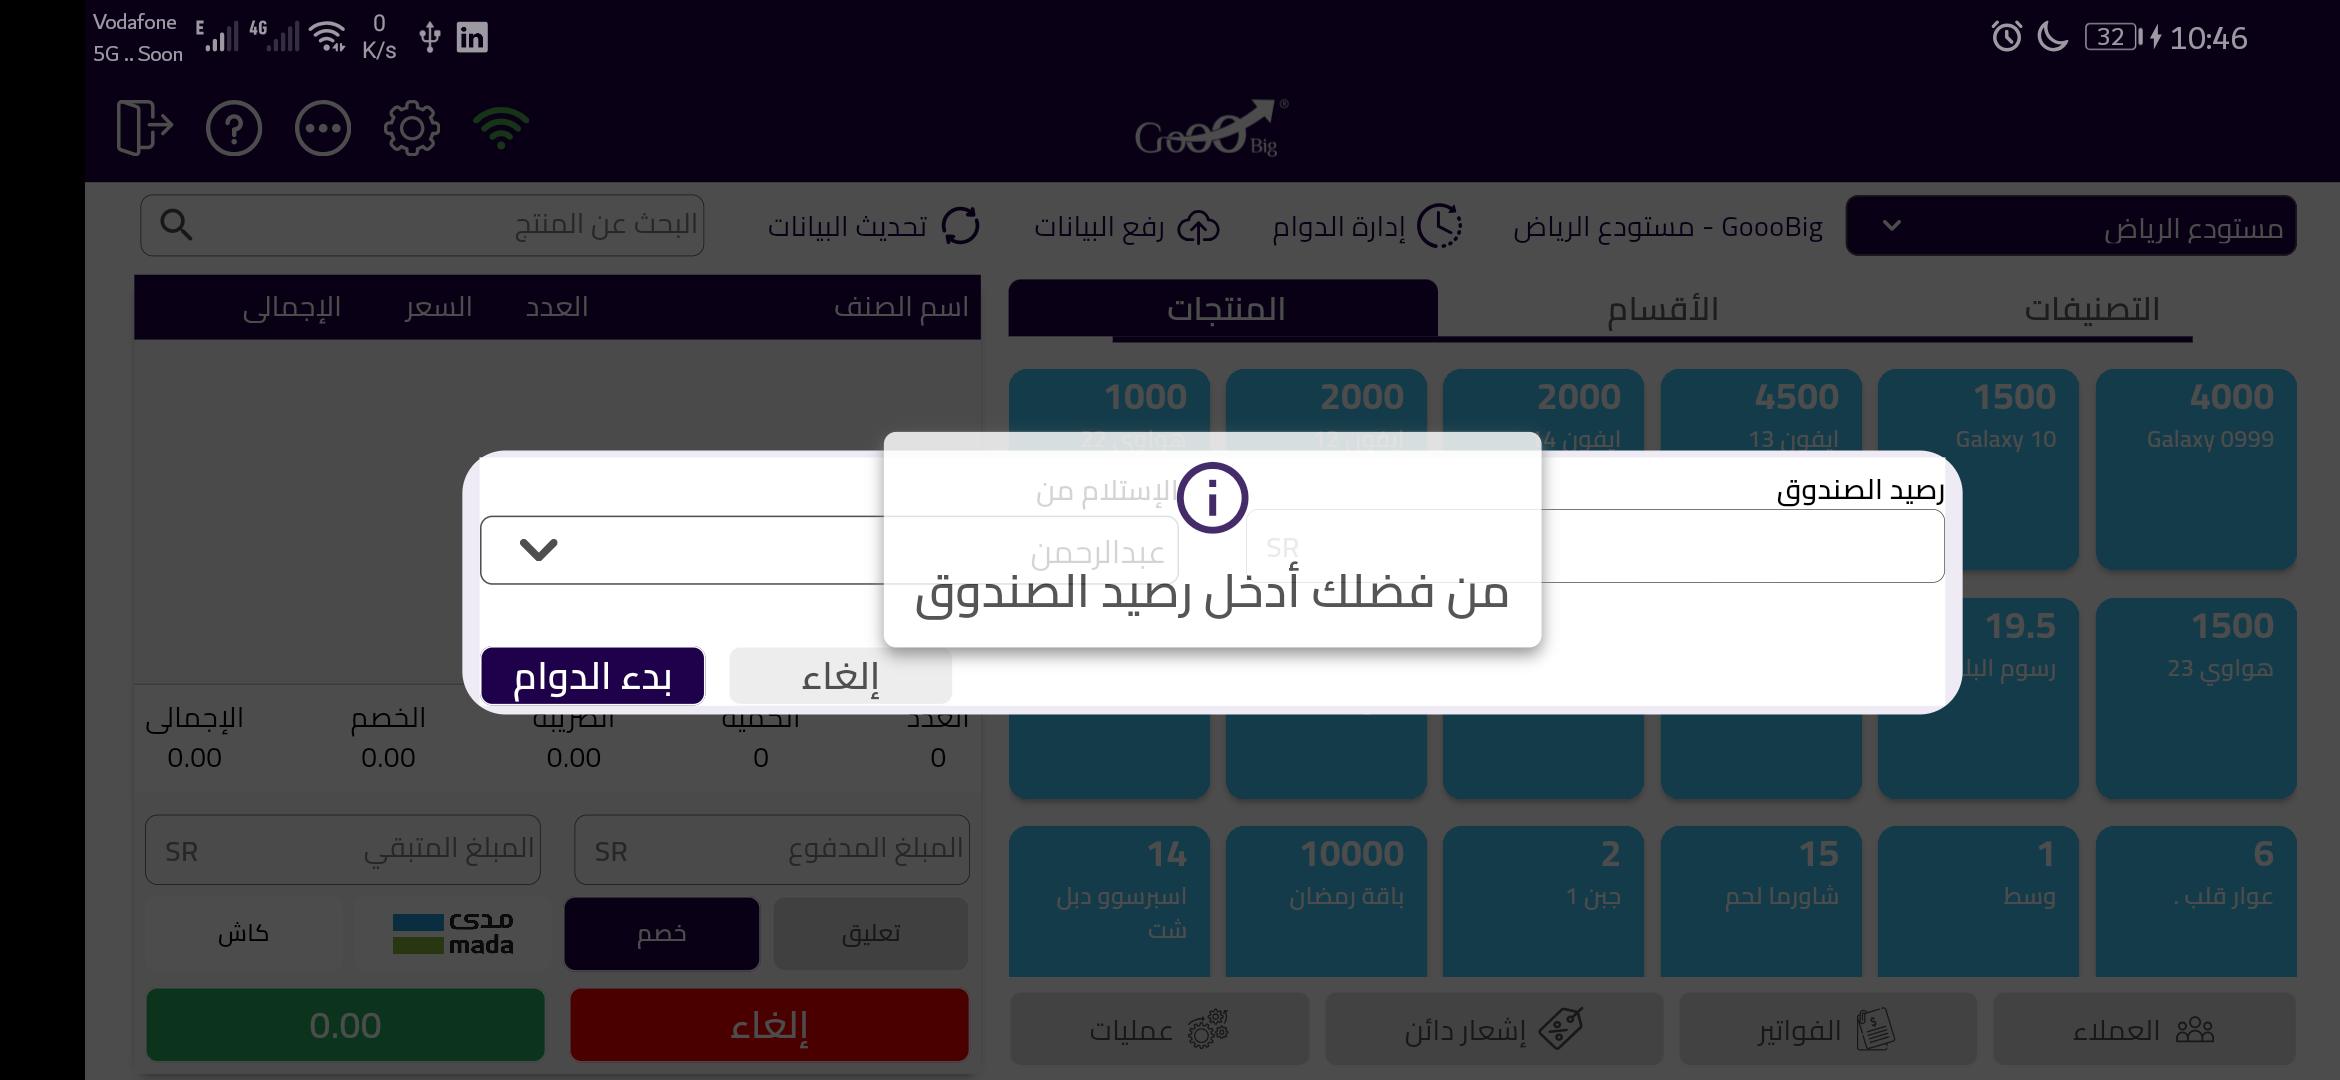 Vodafone
5G .. Soon
E
4G
0
K/s
32
10:46
GoooBig®
مستودع الرياض
GoooBig - مستودع الرياض
إدارة الدوام
رفع البيانات
تحديث البيانات
البحث عن المنتج
التصنيفات
الأقسام
المنتجات
اسم الصنف
العدد
السعر
الإجمالى
4000
Galaxy 0999
1500
Galaxy 10
4500
ايفون 13
2000
ايفون 14
2000
ايفون 12
1000
هواوي 22
رصيد الصندوق
SR
الإستلام من
عبدالرحمن
من فضلك أدخل رصيد الصندوق
إلغاء
بدء الدوام
1500
هواوي 23
19.5
رسوم
العدد
الكمية
الضريبة
الخصم
الإجمالى
0
0
0.00
0.00
0.00
6
عوار قلب .
1
وسط
15
شاورما لحم
2
جبن 1
10000
باقة رمضان
14
اسبرسوو دبل
شت
المبلغ المدفوع
SR
المبلغ المتبقي
SR
تعليق
خصم
مدى
mada
كاش
إلغاء
0.00
العملاء
الفواتير
إشعار دائن
عمليات